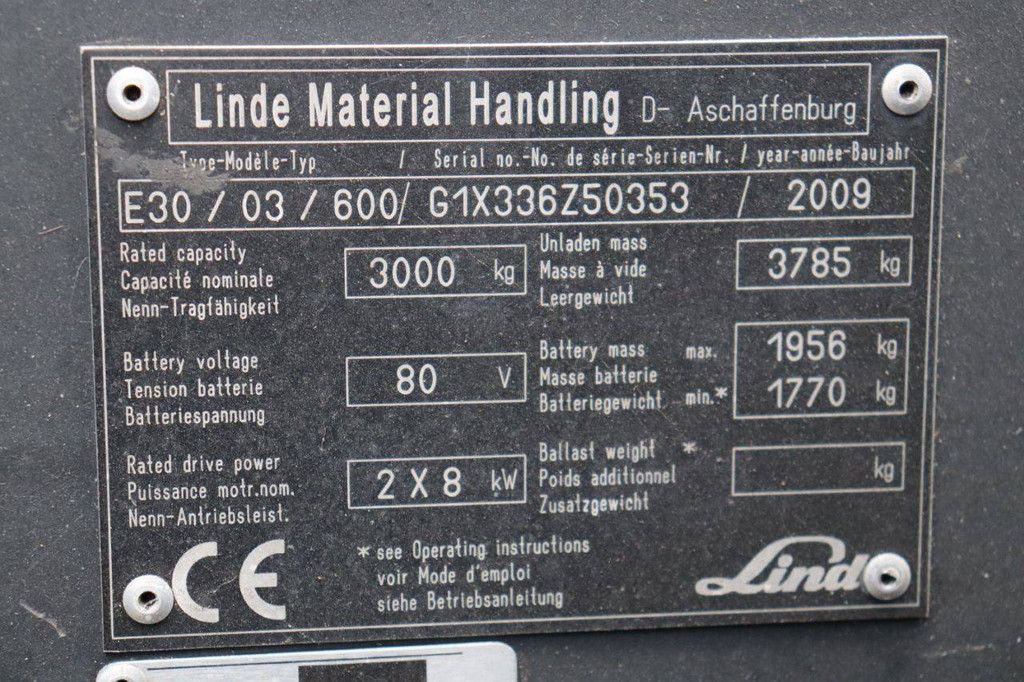 Linde Material Handling D- Aschaffenburg
Type-Modèle-Typ / Serial no.-No. de série-Serien-Nr. / year-année-Baujahr
E30 / 03 / 600/ G1X336Z50353 / 2009
Rated capacity
Capacité nominale
Nenn-Tragfähigkeit
3000 kg
Unladen mass
Masse à vide
Leergewicht
3785 kg
Battery voltage
Tension batterie
Batteriespannung
80 V
Battery mass max.
Masse batterie
Batteriegewicht min.*
1956 kg
1770 kg
Rated drive power
Puissance motr.nom.
Nenn-Antriebsleist.
2 X 8 kW
Ballast weight *
Poids additionnel
Zusatzgewicht
kg
CE
* see Operating instructions
voir Mode d'emploi
siehe Betriebsanleitung
Linde